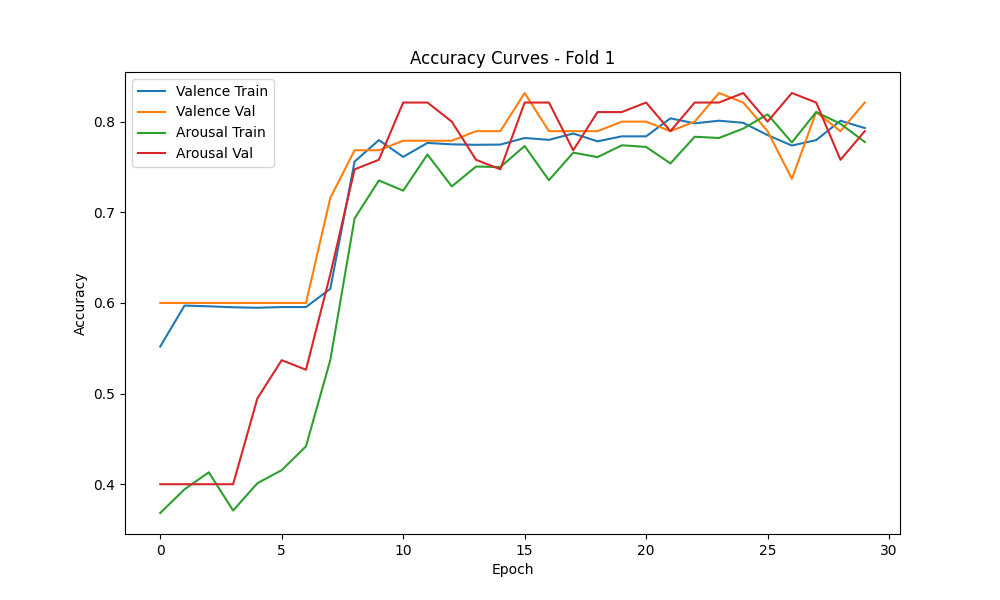 Accuracy Curves - Fold 1
Valence Train
Valence Val
Arousal Train
Arousal Val
Accuracy
0.8
0.7
0.6
0.5
0.4
0 5 10 15 20 25 30
Epoch